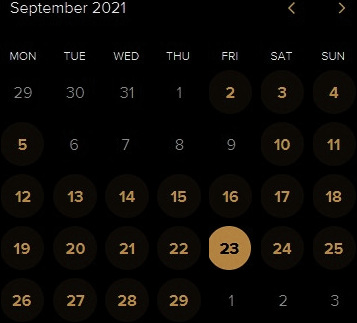 September 2021
MON TUE WED THU FRI SAT SUN
29 30 31 1 2 3 4
5 6 7 8 9 10 11
12 13 14 15 16 17 18
19 20 21 22 23 24 25
26 27 28 29 1 2 3